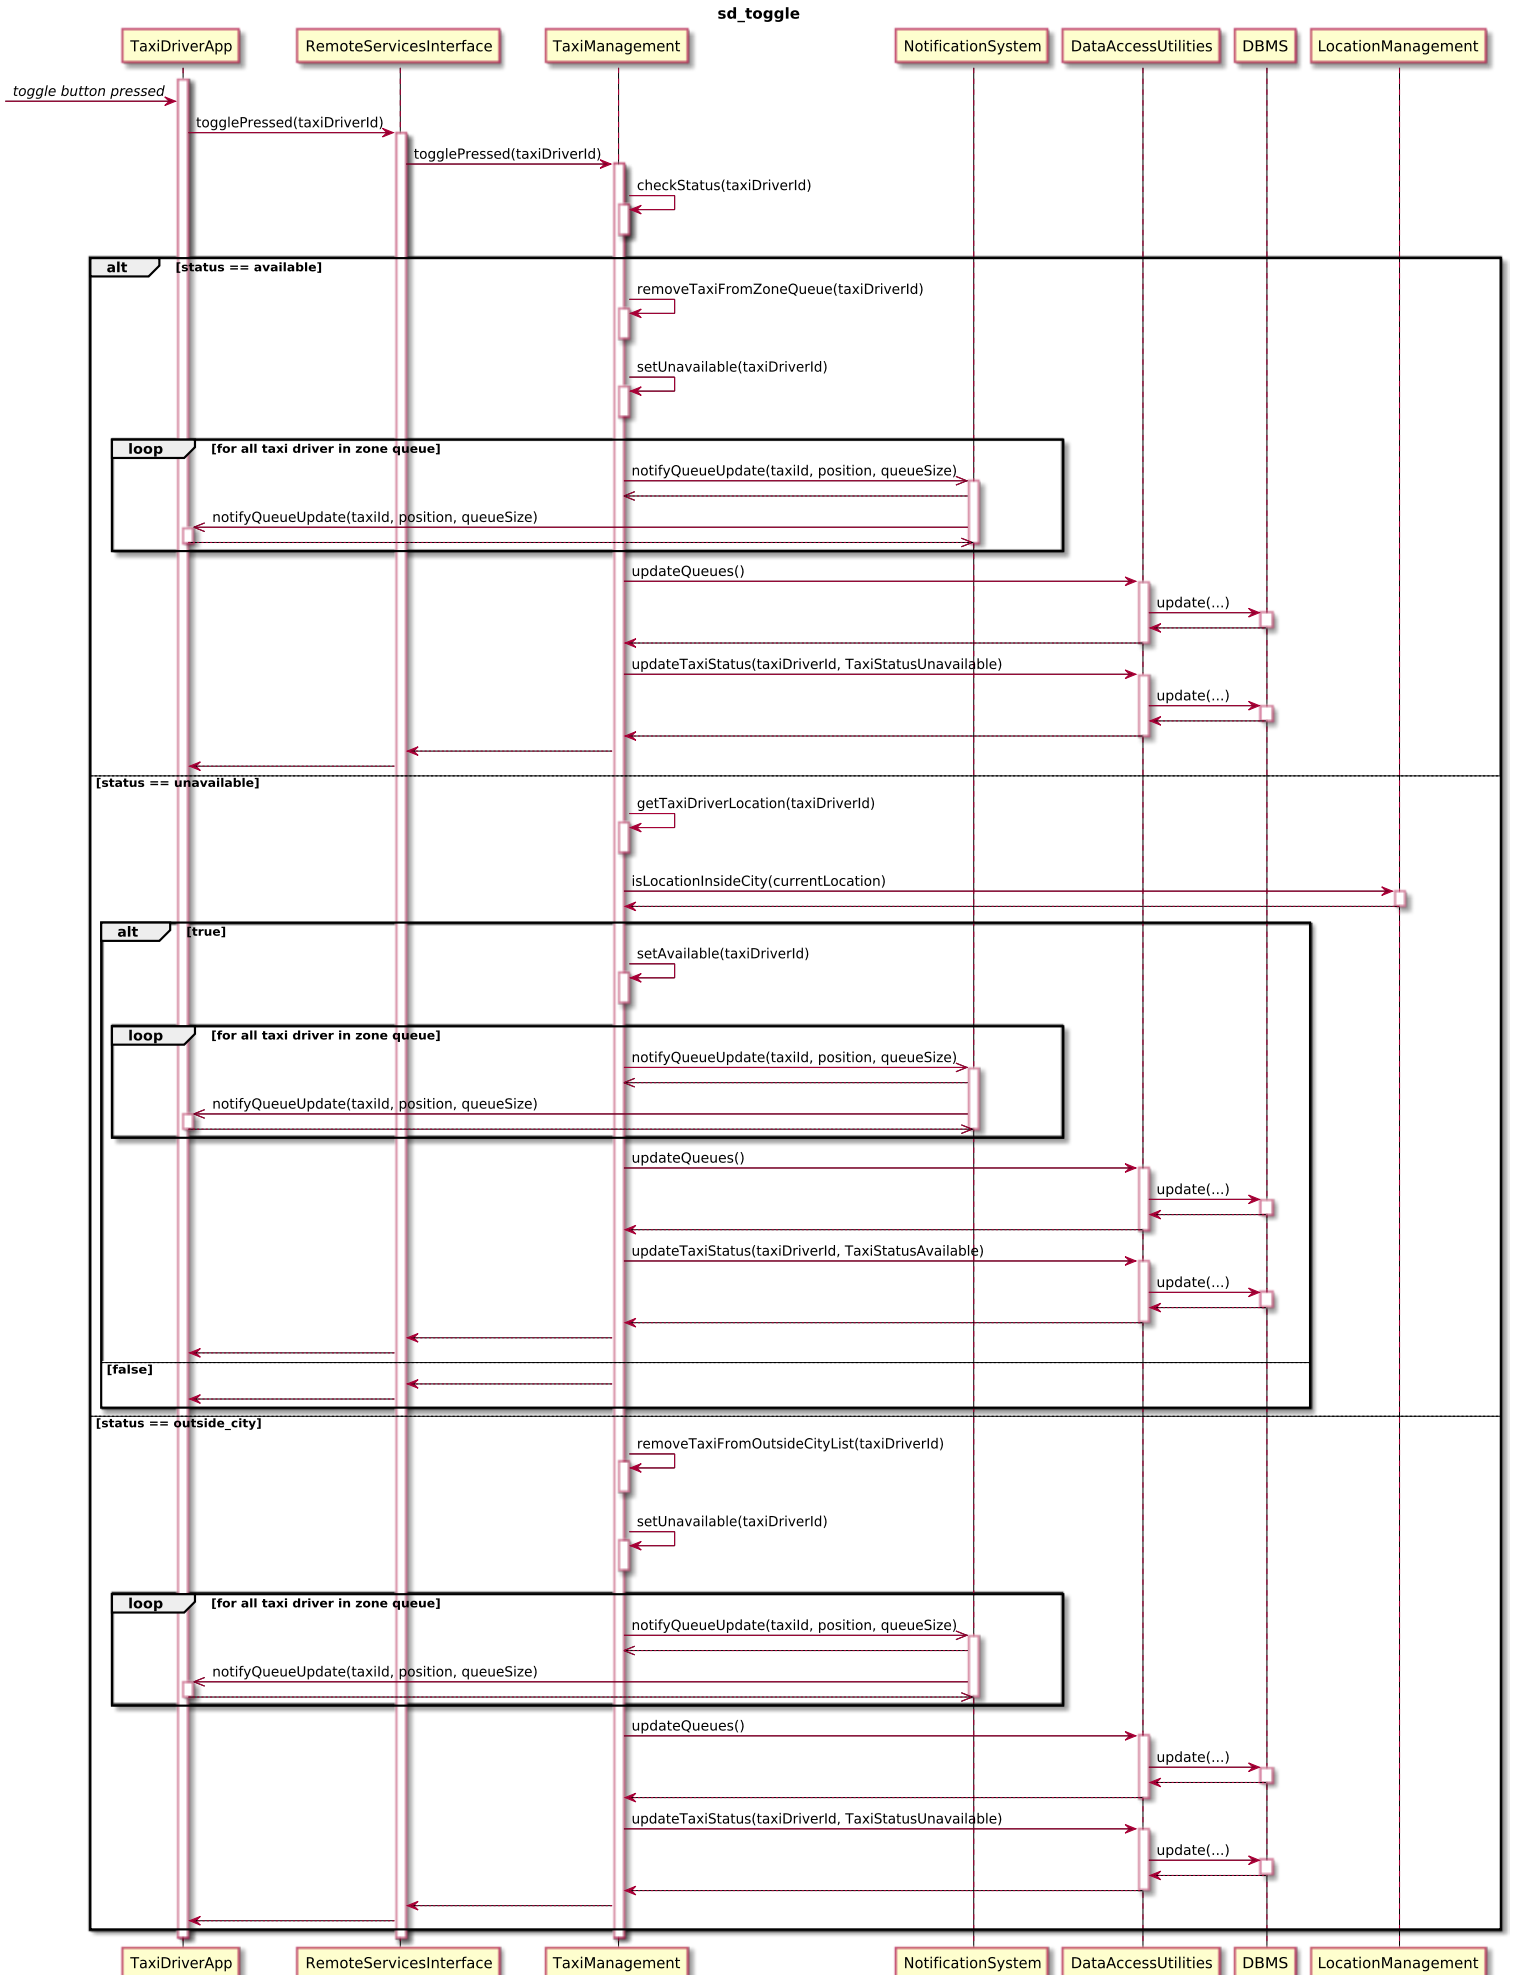 sd_toggle
TaxiDriverApp RemoteServicesInterface TaxiManagement NotificationSystem DataAccessUtilities DBMS LocationManagement
toggle button pressed
togglePressed(taxiDriverId)
togglePressed(taxiDriverId)
checkStatus(taxiDriverId)
alt [status == available]
removeTaxiFromZoneQueue(taxiDriverId)
setUnavailable(taxiDriverId)
loop [for all taxi driver in zone queue]
notifyQueueUpdate(taxiId, position, queueSize)
notifyQueueUpdate(taxiId, position, queueSize)
updateQueues()
update(...)
updateTaxiStatus(taxiDriverId, TaxiStatusUnavailable)
update(...)
[status == unavailable]
getTaxiDriverLocation(taxiDriverId)
isLocationInsideCity(currentLocation)
alt [true]
setAvailable(taxiDriverId)
loop [for all taxi driver in zone queue]
notifyQueueUpdate(taxiId, position, queueSize)
notifyQueueUpdate(taxiId, position, queueSize)
updateQueues()
update(...)
updateTaxiStatus(taxiDriverId, TaxiStatusAvailable)
update(...)
[false]
[status == outside_city]
removeTaxiFromOutsideCityList(taxiDriverId)
setUnavailable(taxiDriverId)
loop [for all taxi driver in zone queue]
notifyQueueUpdate(taxiId, position, queueSize)
notifyQueueUpdate(taxiId, position, queueSize)
updateQueues()
update(...)
updateTaxiStatus(taxiDriverId, TaxiStatusUnavailable)
update(...)
TaxiDriverApp RemoteServicesInterface TaxiManagement NotificationSystem DataAccessUtilities DBMS LocationManagement